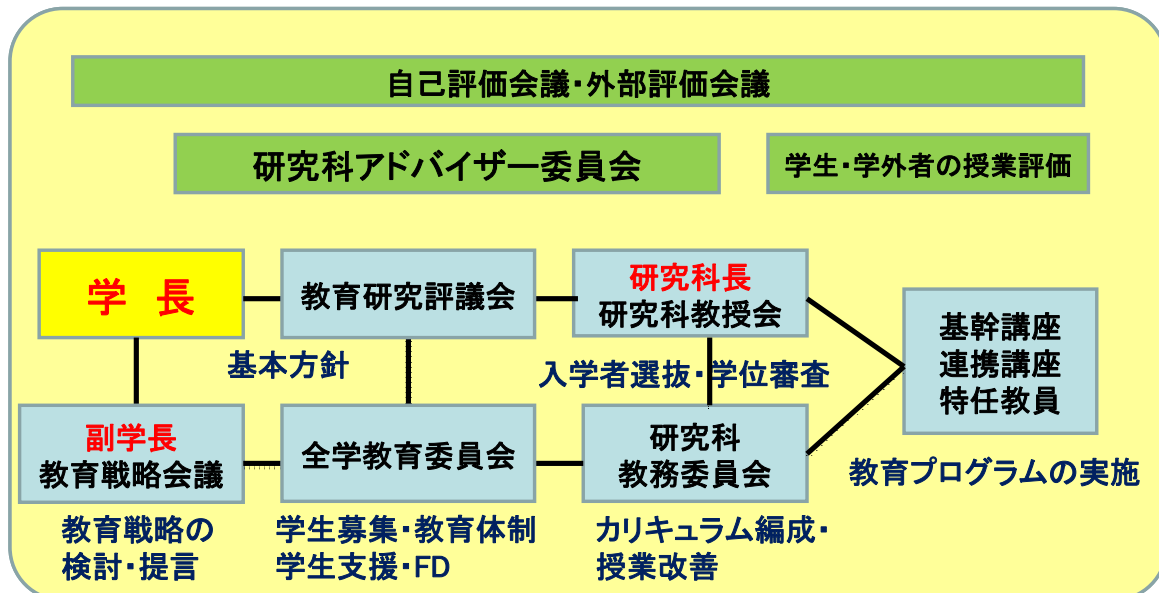 自己評価会議・外部評価会議
研究科アドバイザー委員会
学生・学外者の授業評価
学 長
教育研究評議会
研究科長
研究科教授会
基幹講座
連携講座
特任教員
基本方針
入学者選抜・学位審査
副学長
教育戦略会議
全学教育委員会
研究科
教務委員会
教育プログラムの実施
教育戦略の
検討・提言
学生募集・教育体制
学生支援・FD
カリキュラム編成・
授業改善